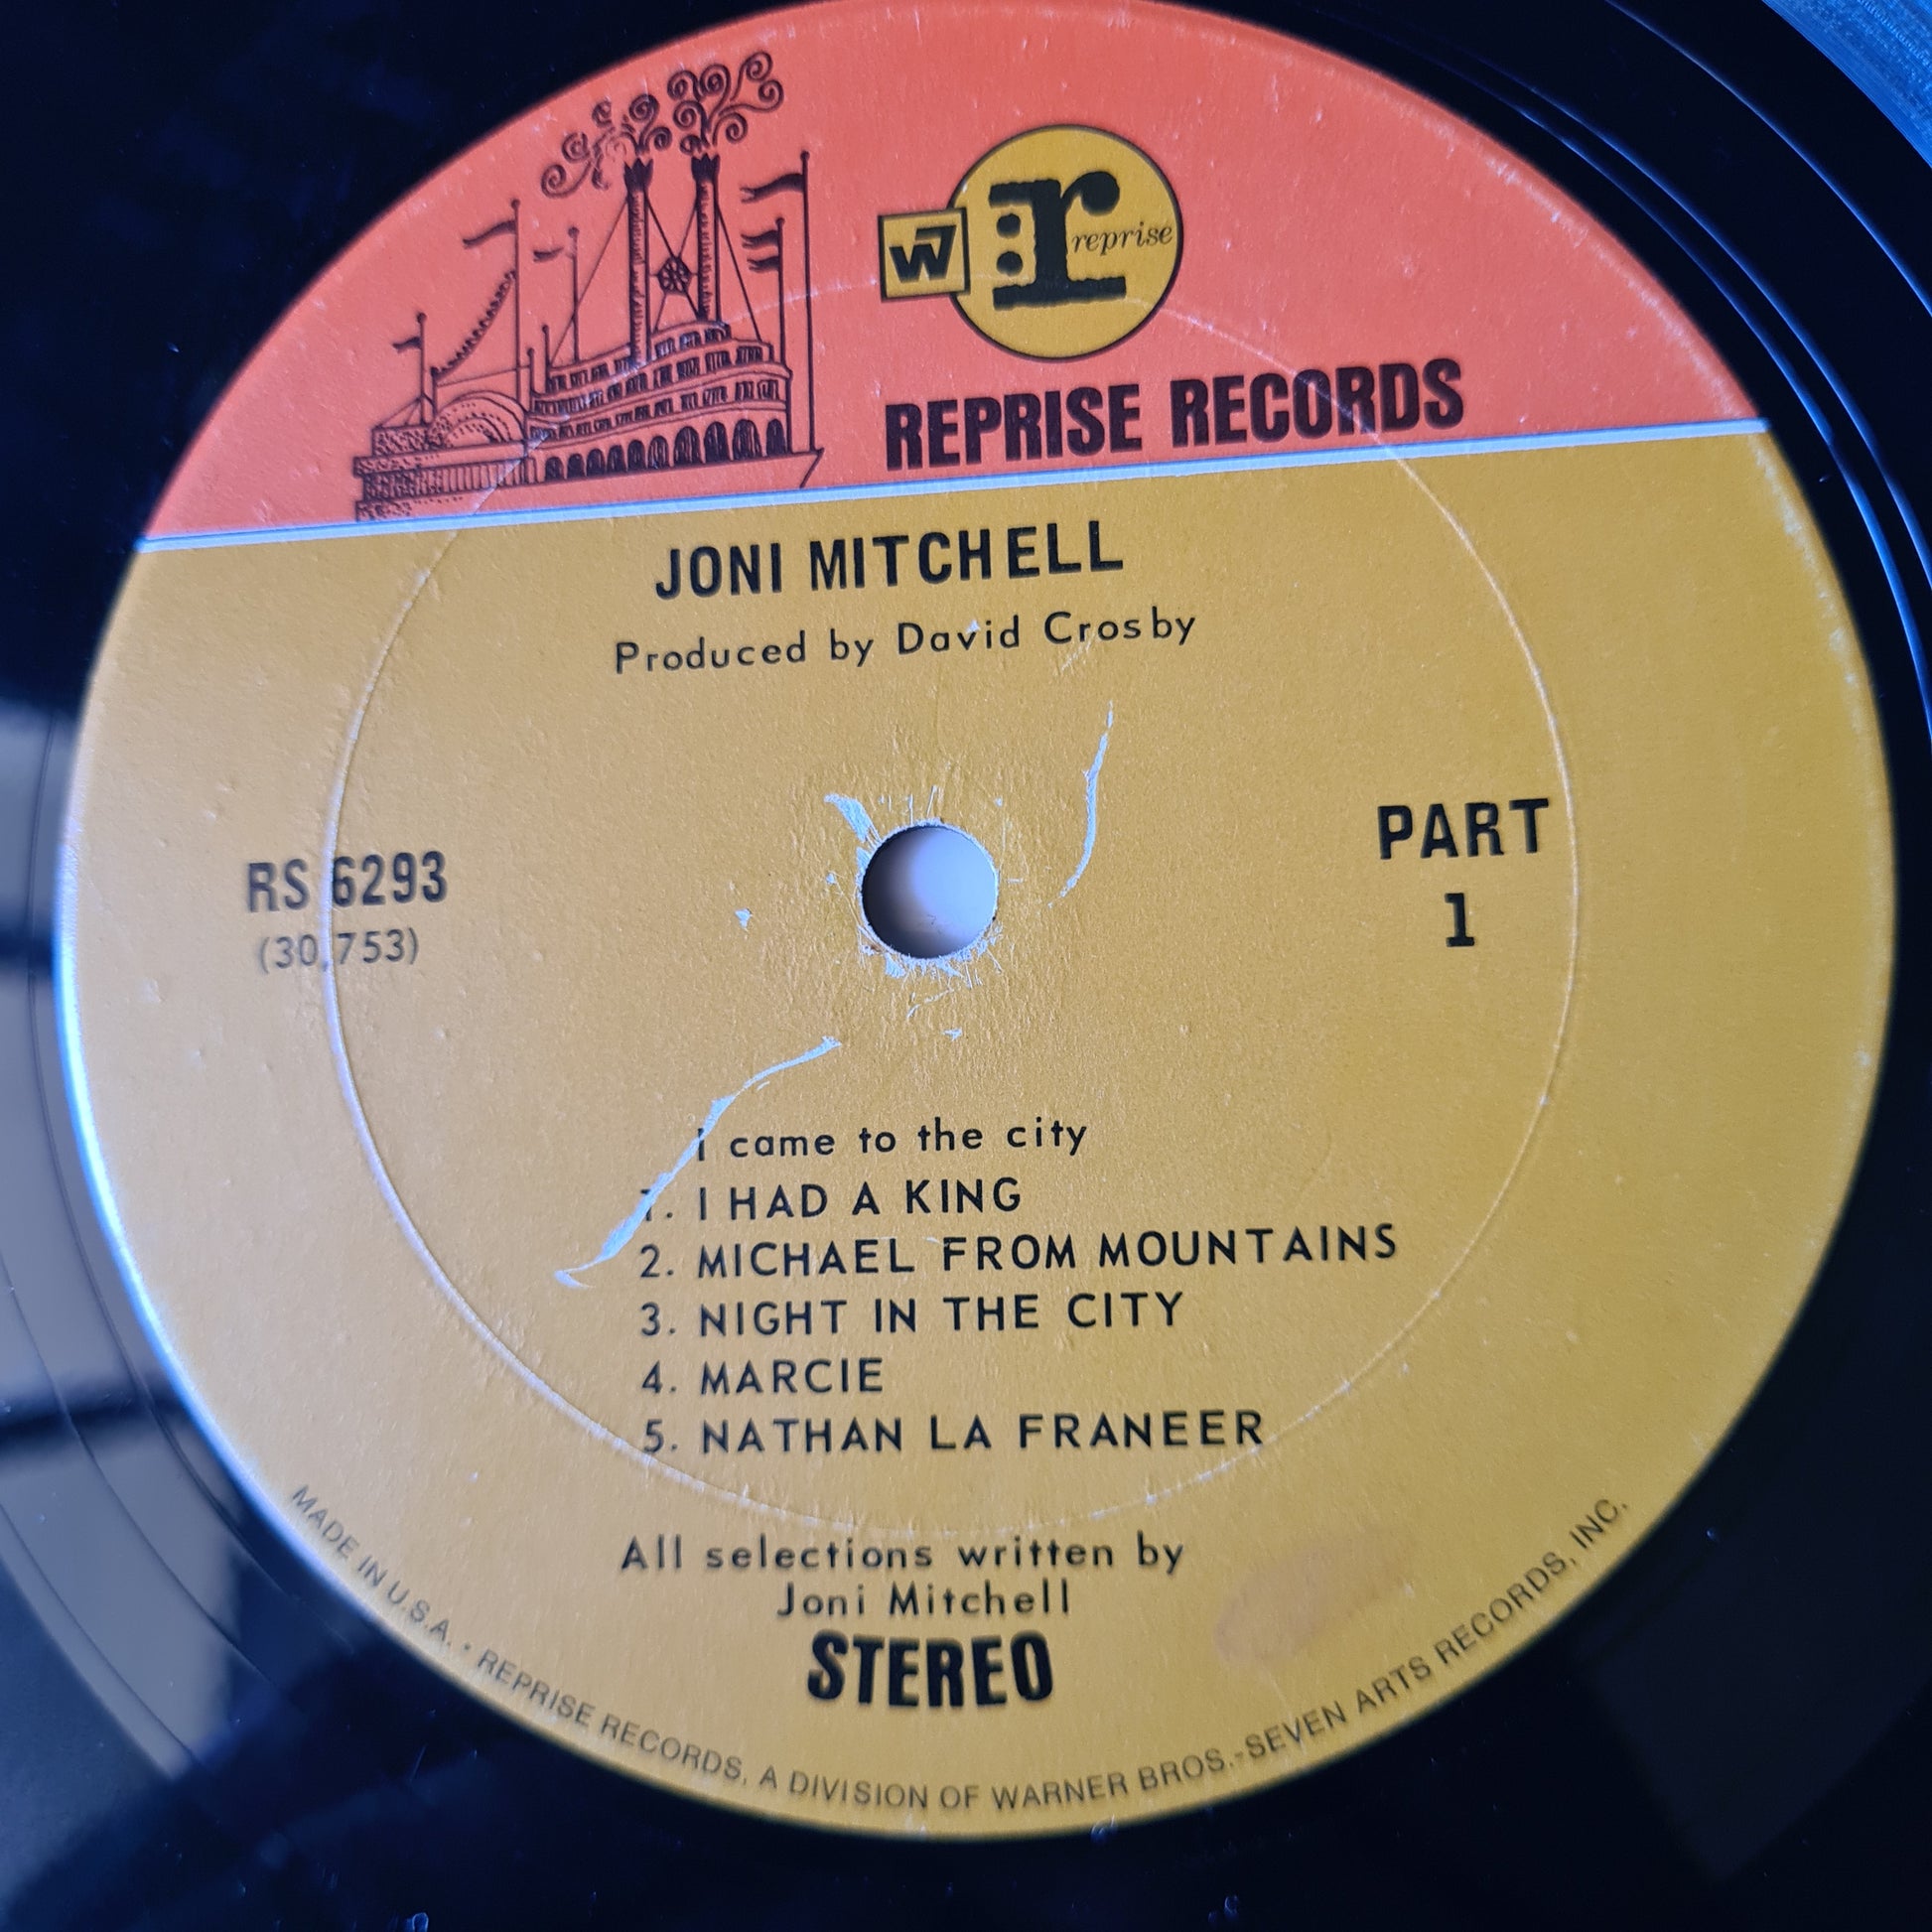 W7
r:
reprise
REPRISE RECORDS
JONI MITCHELL
Produced by David Crosby
RS 6293
(30,753)
PART
1
I came to the city
1. I HAD A KING
2. MICHAEL FROM MOUNTAINS
3. NIGHT IN THE CITY
4. MARCIE
5. NATHAN LA FRANEER
All selections written by
Joni Mitchell
STEREO
MADE IN U.S.A. · REPRISE RECORDS, A DIVISION OF WARNER BROS.-SEVEN ARTS RECORDS, INC.